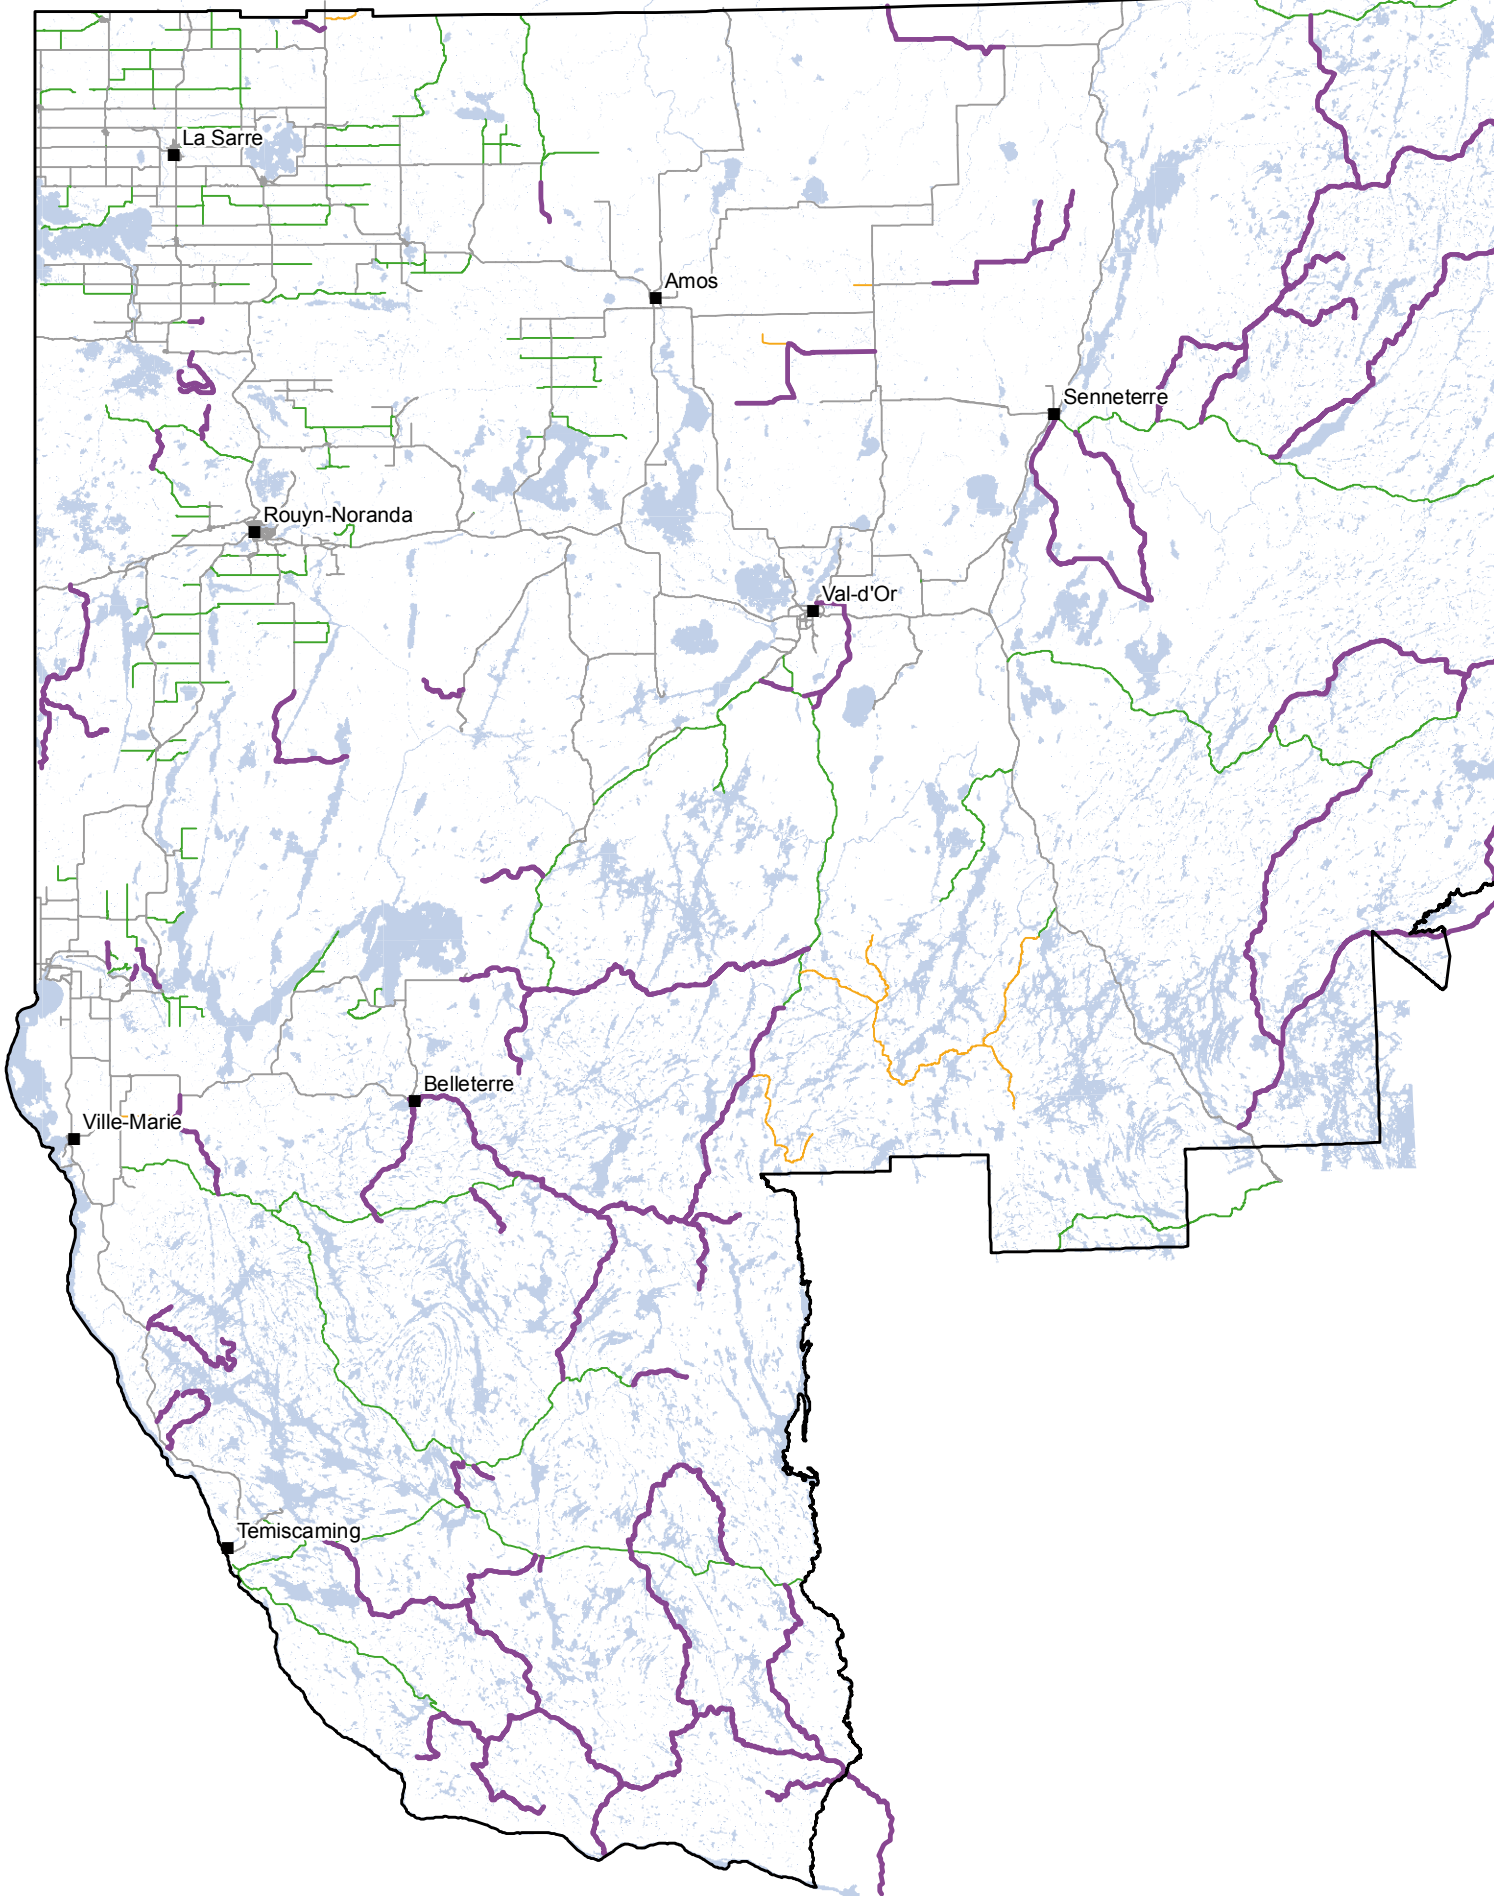 La Sarre
Amos
Senneterre
Rouyn-Noranda
Val-d'Or
Belleterre
Ville-Marie
Temiscaming